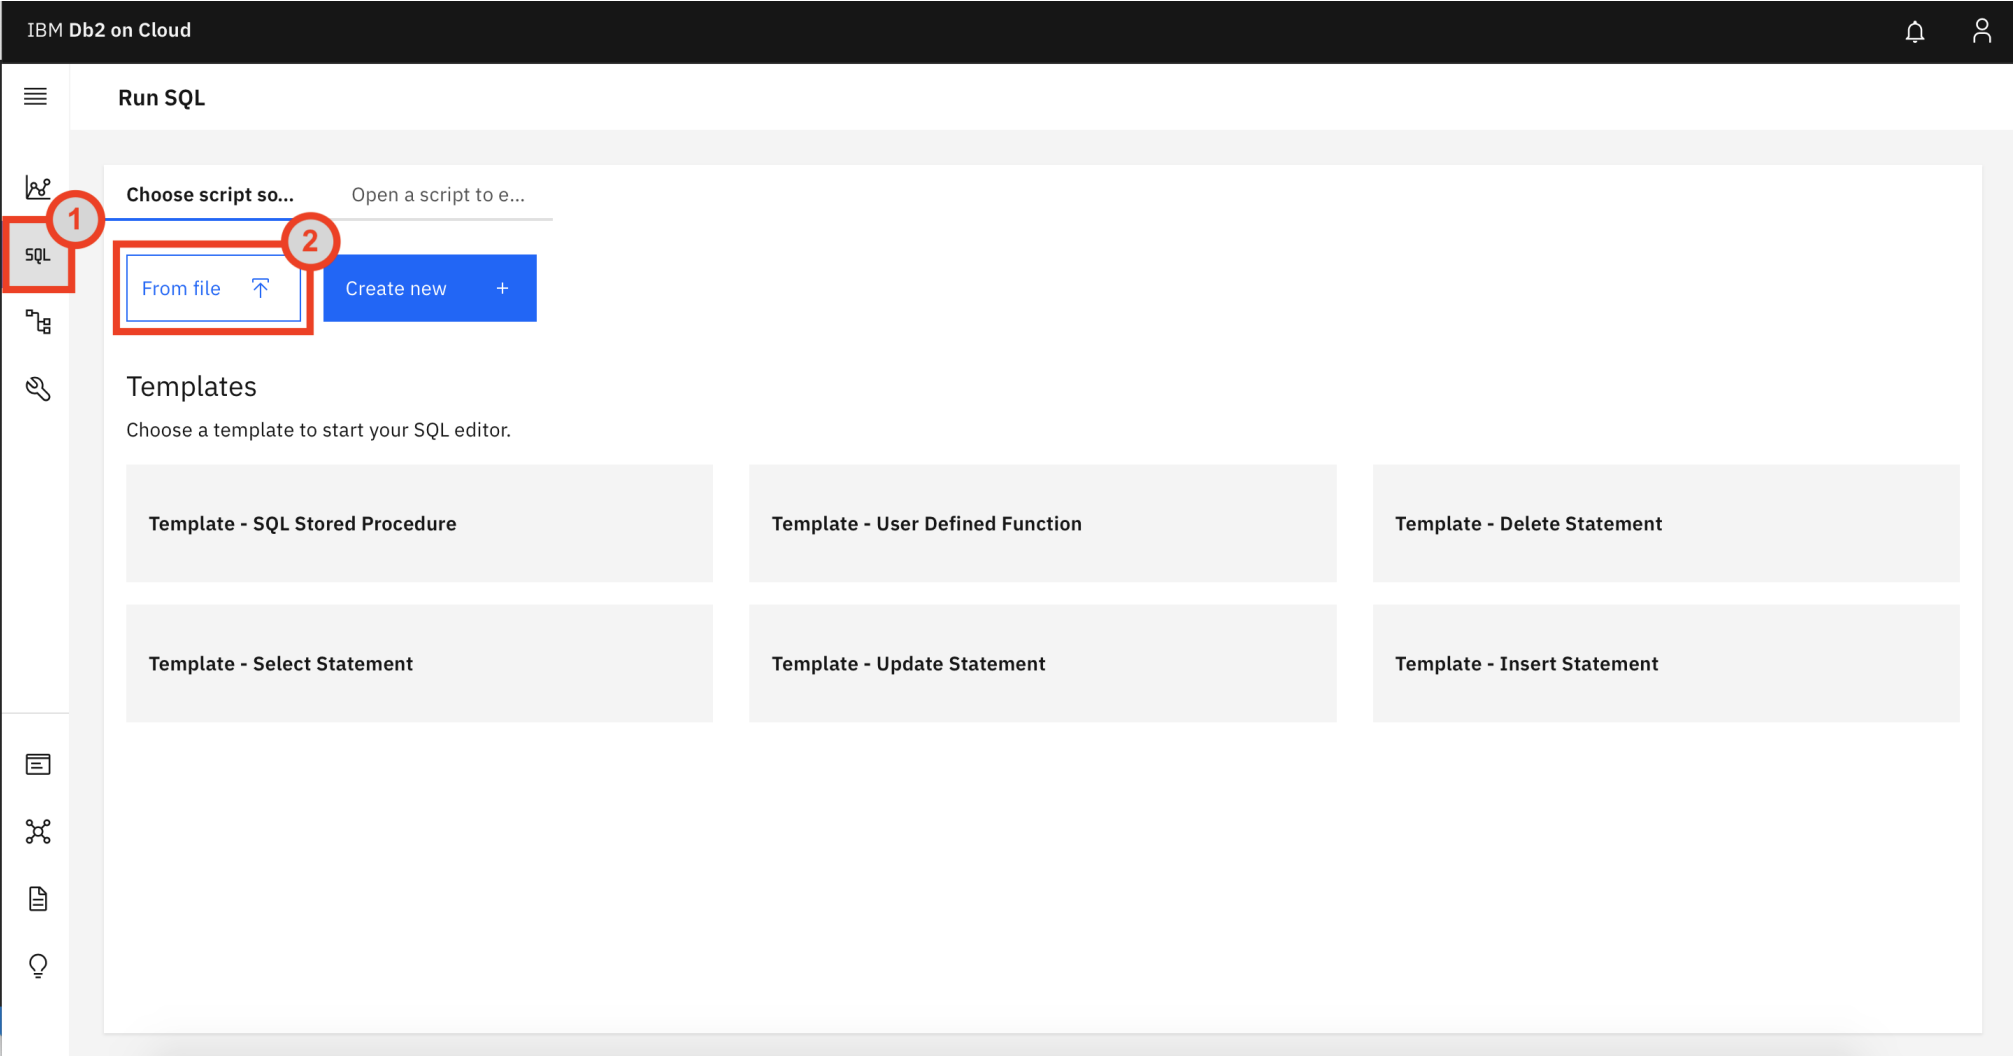 IBM Db2 on Cloud
Run SQL
Choose script so...
Open a script to e...
1
SQL
2
From file
Create new +
Templates
Choose a template to start your SQL editor.
Template - SQL Stored Procedure
Template - User Defined Function
Template - Delete Statement
Template - Select Statement
Template - Update Statement
Template - Insert Statement